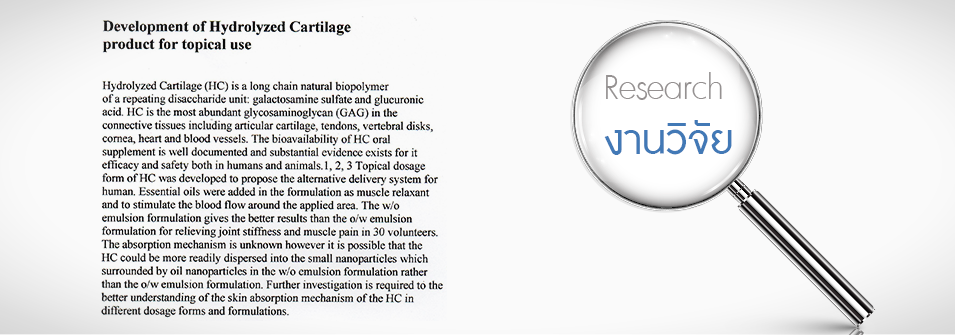 Development of Hydrolyzed Cartilage
product for topical use
Hydrolyzed Cartilage (HC) is a long chain natural biopolymer
of a repeating disaccharide unit: galactosamine sulfate and glucuronic
acid. HC is the most abundant glycosaminoglycan (GAG) in the
connective tissues including articular cartilage, tendons, vertebral disks,
cornea, heart and blood vessels. The bioavailability of HC oral
supplement is well documented and substantial evidence exists for it
efficacy and safety both in humans and animals.1, 2, 3 Topical dosage
form of HC was developed to propose the alternative delivery system for
human. Essential oils were added in the formulation as muscle relaxant
and to stimulate the blood flow around the applied area. The w/o
emulsion formulation gives the better results than the o/w emulsion
formulation for relieving joint stiffness and muscle pain in 30 volunteers.
The absorption mechanism is unknown however it is possible that the
HC could be more readily dispersed into the small nanoparticles which
surrounded by oil nanoparticles in the w/o emulsion formulation rather
than the o/w emulsion formulation. Further investigation is required to the
better understanding of the skin absorption mechanism of the HC in
different dosage forms and formulations.
Research
งานวิจัย